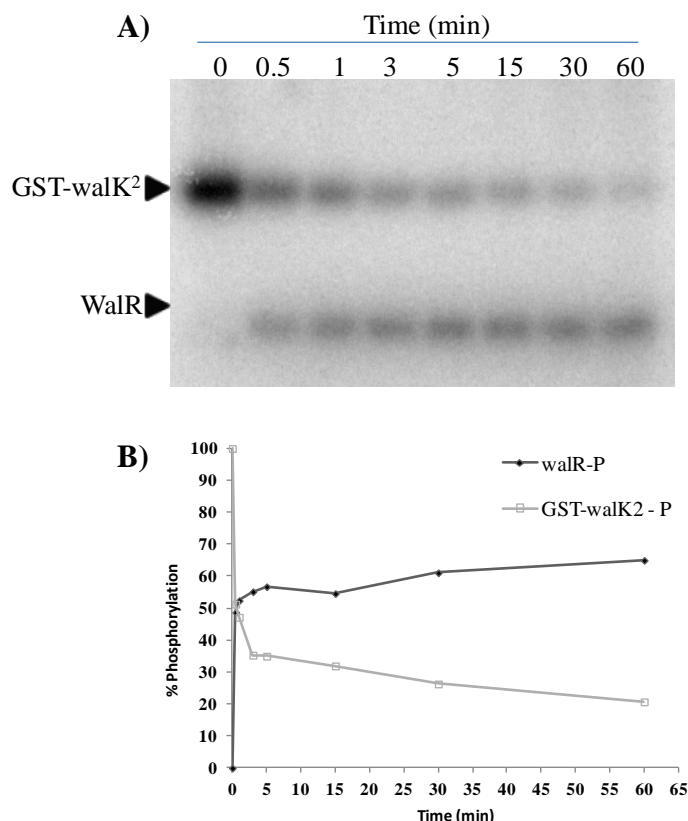 A)
Time (min)
0 0.5 1 3 5 15 30 60
GST-walK²
WalR
B)
% Phosphorylation
100
90
80
70
60
50
40
30
20
10
0
walR-P
GST-walK2 - P
0 5 10 15 20 25 30 35 40 45 50 55 60 65
Time (min)